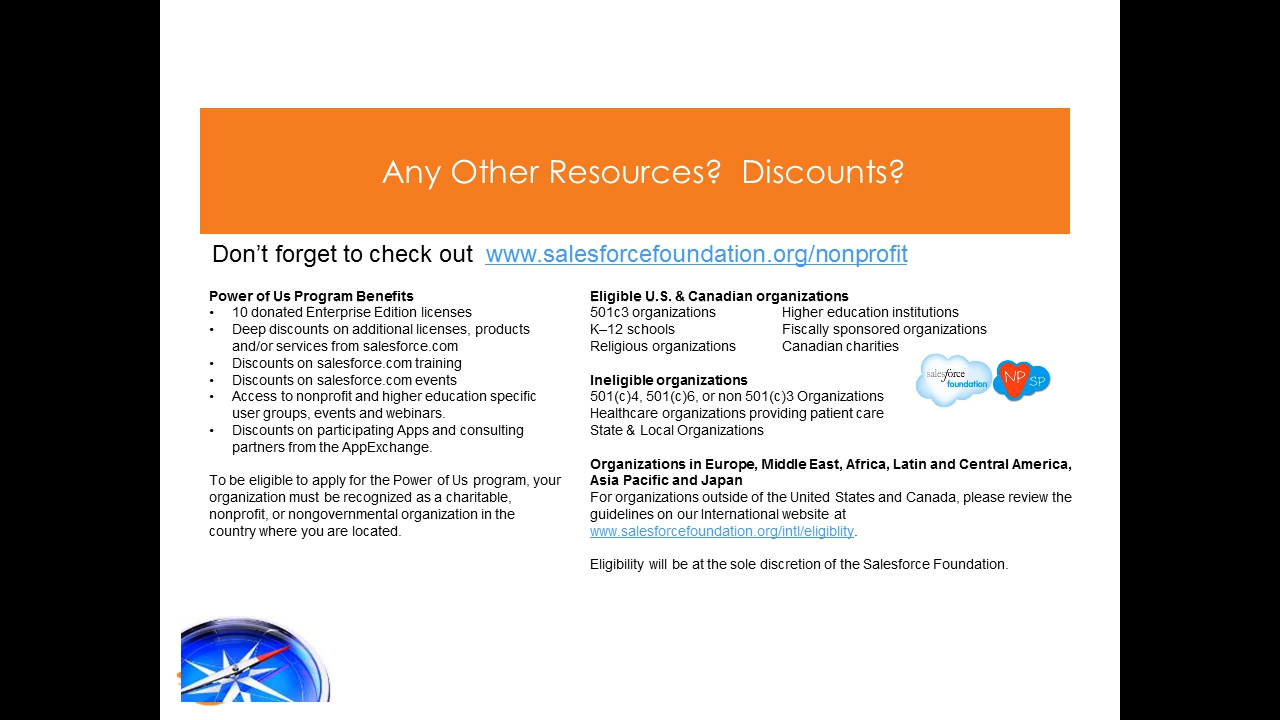 Any Other Resources?  Discounts?
Don't forget to check out  www.salesforcefoundation.org/nonprofit
Power of Us Program Benefits
• 10 donated Enterprise Edition licenses
• Deep discounts on additional licenses, products
and/or services from salesforce.com
• Discounts on salesforce.com training
• Discounts on salesforce.com events
• Access to nonprofit and higher education specific
user groups, events and webinars.
• Discounts on participating Apps and consulting
partners from the AppExchange.
To be eligible to apply for the Power of Us program, your
organization must be recognized as a charitable,
nonprofit, or nongovernmental organization in the
country where you are located.
Eligible U.S. & Canadian organizations
501c3 organizations Higher education institutions
K–12 schools Fiscally sponsored organizations
Religious organizations Canadian charities
salesforce
foundation
NP
SP
Ineligible organizations
501(c)4, 501(c)6, or non 501(c)3 Organizations
Healthcare organizations providing patient care
State & Local Organizations
Organizations in Europe, Middle East, Africa, Latin and Central America,
Asia Pacific and Japan
For organizations outside of the United States and Canada, please review the
guidelines on our International website at
www.salesforcefoundation.org/intl/eligiblity.
Eligibility will be at the sole discretion of the Salesforce Foundation.